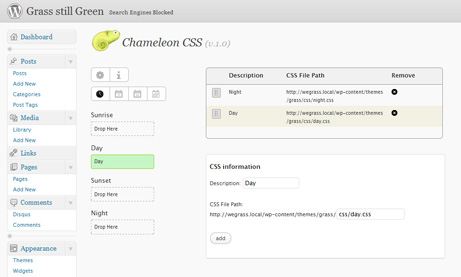 Grass still Green
Search Engines Blocked
Dashboard
Posts
Posts
Add New
Categories
Post Tags
Media
Library
Add New
Links
Pages
Pages
Add New
Comments
Disqus
Comments
Appearance
Themes
Widgets
Chameleon CSS (v.1.0)
Sunrise
Drop Here
Day
Day
Sunset
Drop Here
Night
Drop Here
Description CSS File Path Remove
Night http://wegrass.local/wp-content/themes
/grass/css/night.css
Day http://wegrass.local/wp-content/themes
/grass/css/day.css
CSS information
Description: Day
CSS File Path:
http://wegrass.local/wp-content/themes/grass/ css/day.css
add